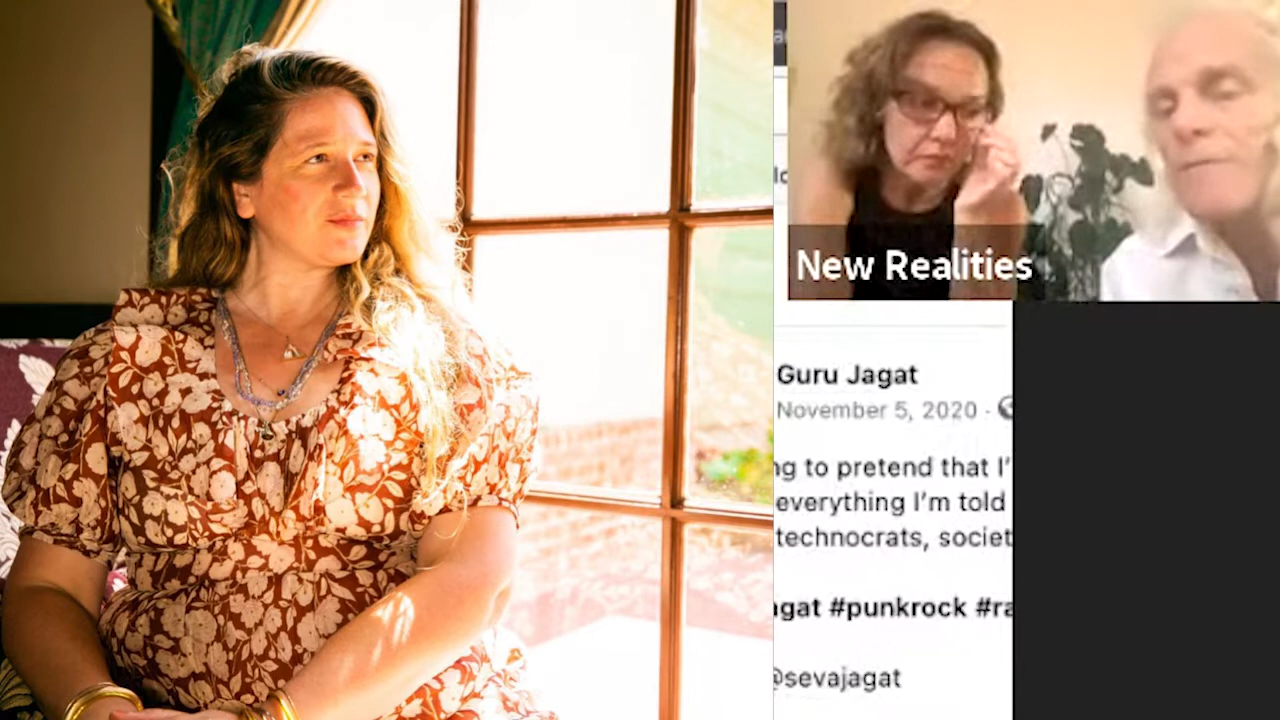 New Realities
Guru Jagat
November 5, 2020 ·
ng to pretend that I'
everything I'm told
technocrats, societ
agat #punkrock #ra
@sevajagat